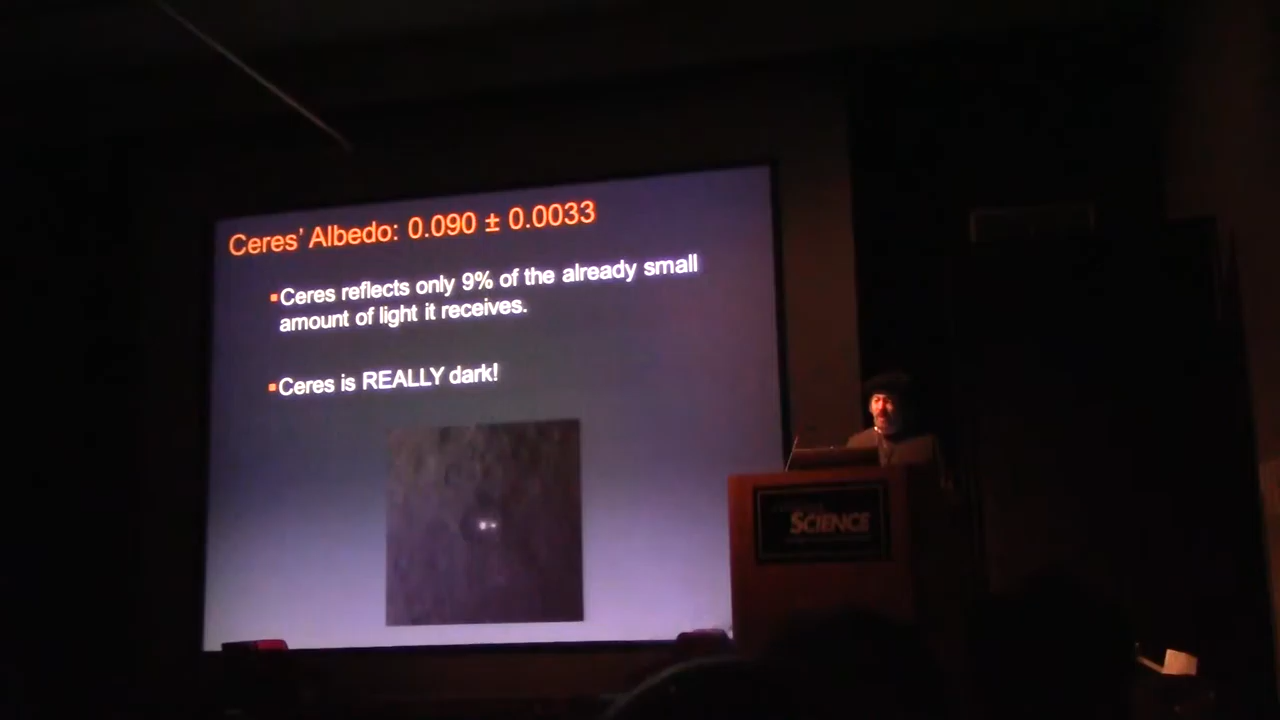 Ceres' Albedo: 0.090 ± 0.0033
▪Ceres reflects only 9% of the already small
amount of light it receives.
▪Ceres is REALLY dark!
SCIENCE